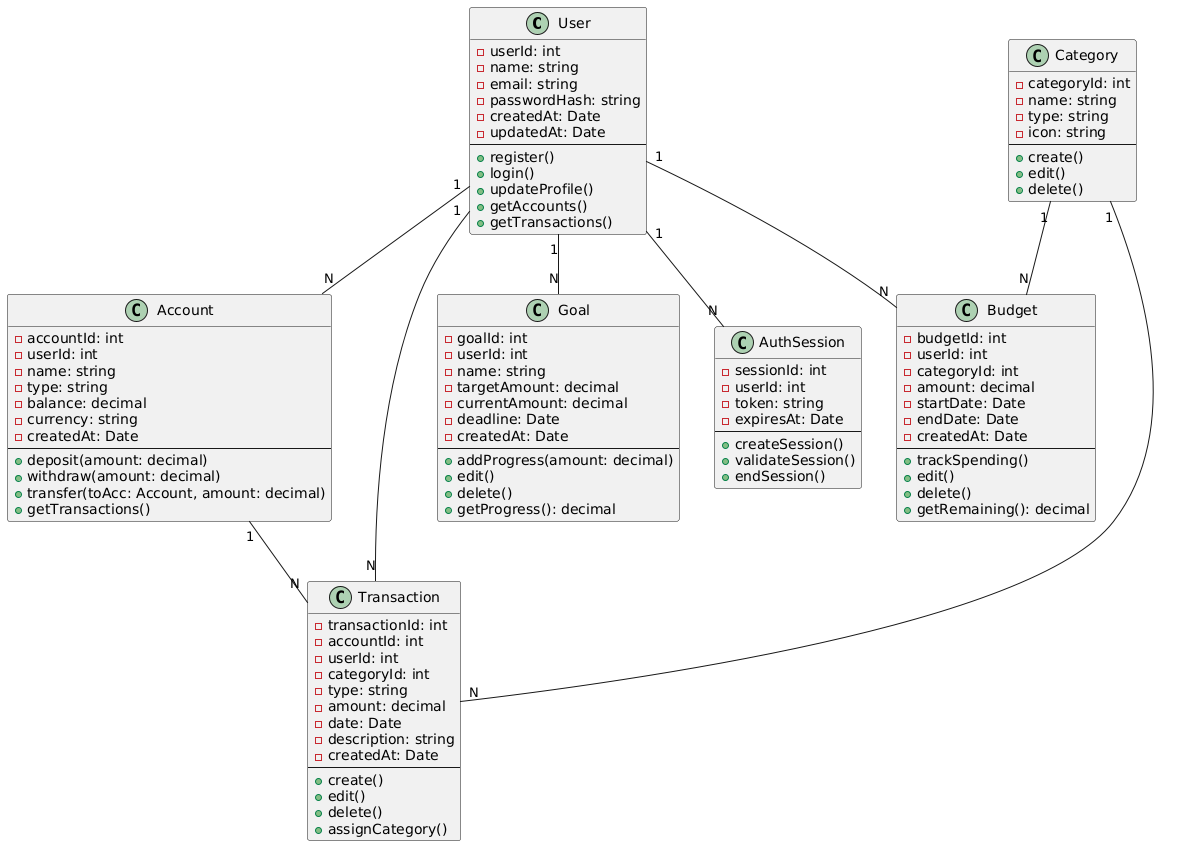 C User
userId: int
name: string
email: string
passwordHash: string
createdAt: Date
updatedAt: Date
register()
login()
updateProfile()
getAccounts()
getTransactions()
C Category
categoryId: int
name: string
type: string
icon: string
create()
edit()
delete()
1
1
1
1
1
1
1
N
N
N
N
N
C Account
accountId: int
userId: int
name: string
type: string
balance: decimal
currency: string
createdAt: Date
deposit(amount: decimal)
withdraw(amount: decimal)
transfer(toAcc: Account, amount: decimal)
getTransactions()
C Goal
goalId: int
userId: int
name: string
targetAmount: decimal
currentAmount: decimal
deadline: Date
createdAt: Date
addProgress(amount: decimal)
edit()
delete()
getProgress(): decimal
C AuthSession
sessionId: int
userId: int
token: string
expiresAt: Date
createSession()
validateSession()
endSession()
C Budget
budgetId: int
userId: int
categoryId: int
amount: decimal
startDate: Date
endDate: Date
createdAt: Date
trackSpending()
edit()
delete()
getRemaining(): decimal
1
N
N
N
C Transaction
transactionId: int
accountId: int
userId: int
categoryId: int
type: string
amount: decimal
date: Date
description: string
createdAt: Date
create()
edit()
delete()
assignCategory()